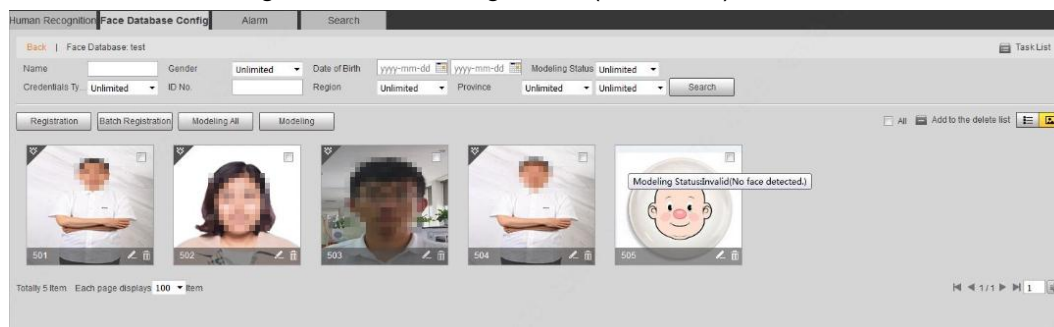 Human Recognition Face Database Config Alarm Search
Back | Face Database: test Task List
Name Gender Unlimited Date of Birth yyyy-mm-dd yyyy-mm-dd Modeling Status Unlimited
Credentials Ty... Unlimited ID No. Region Unlimited Province Unlimited Unlimited Search
Registration Batch Registration Modeling All Modeling All Add to the delete list
Modeling Status:Invalid(No face detected.)
501 502 503 504 505
Totally 5 Item Each page displays 100 Item 1/1 1